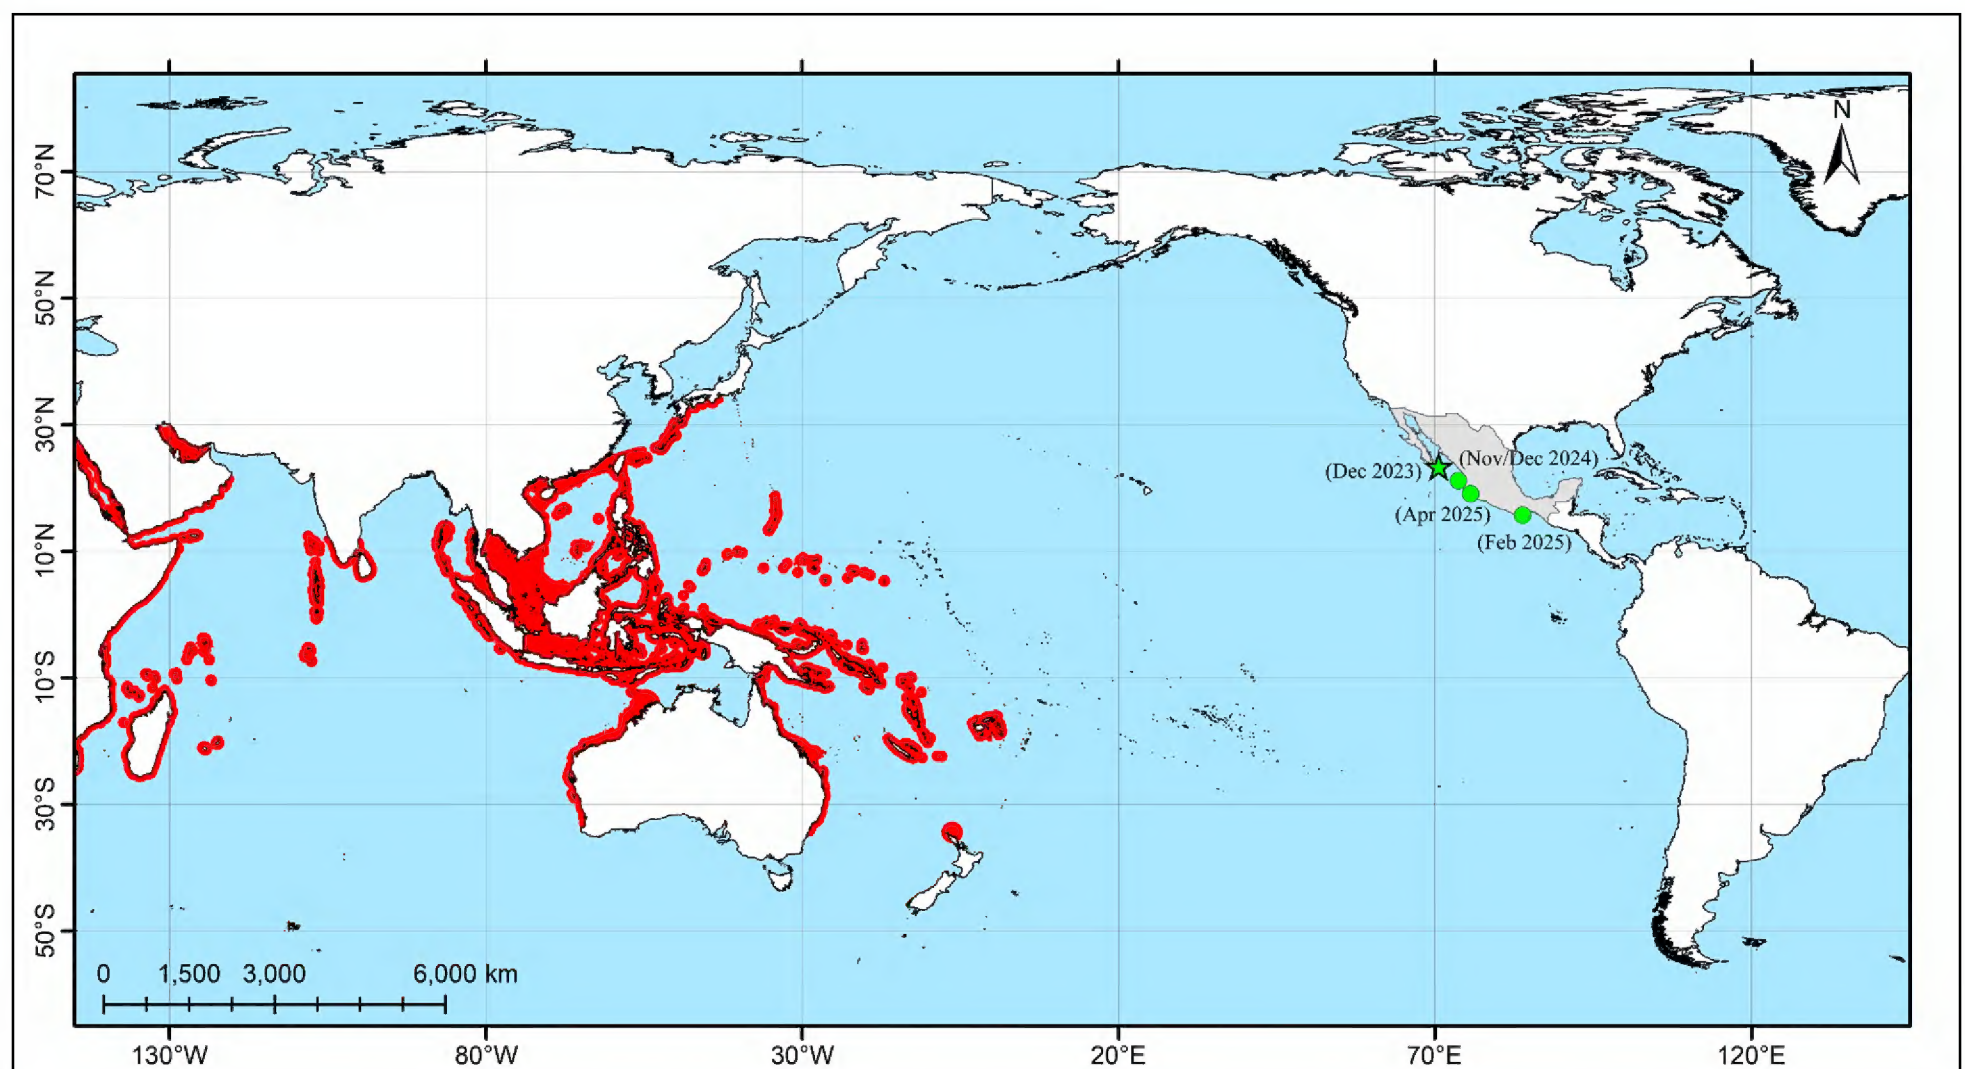 N
70°N
50°N
30°N
10°N
10°S
30°S
50°S
(Nov/Dec 2024)
(Dec 2023)
(Apr 2025)
(Feb 2025)
0 1,500 3,000 6,000 km
130°W 80°W 30°W 20°E 70°E 120°E